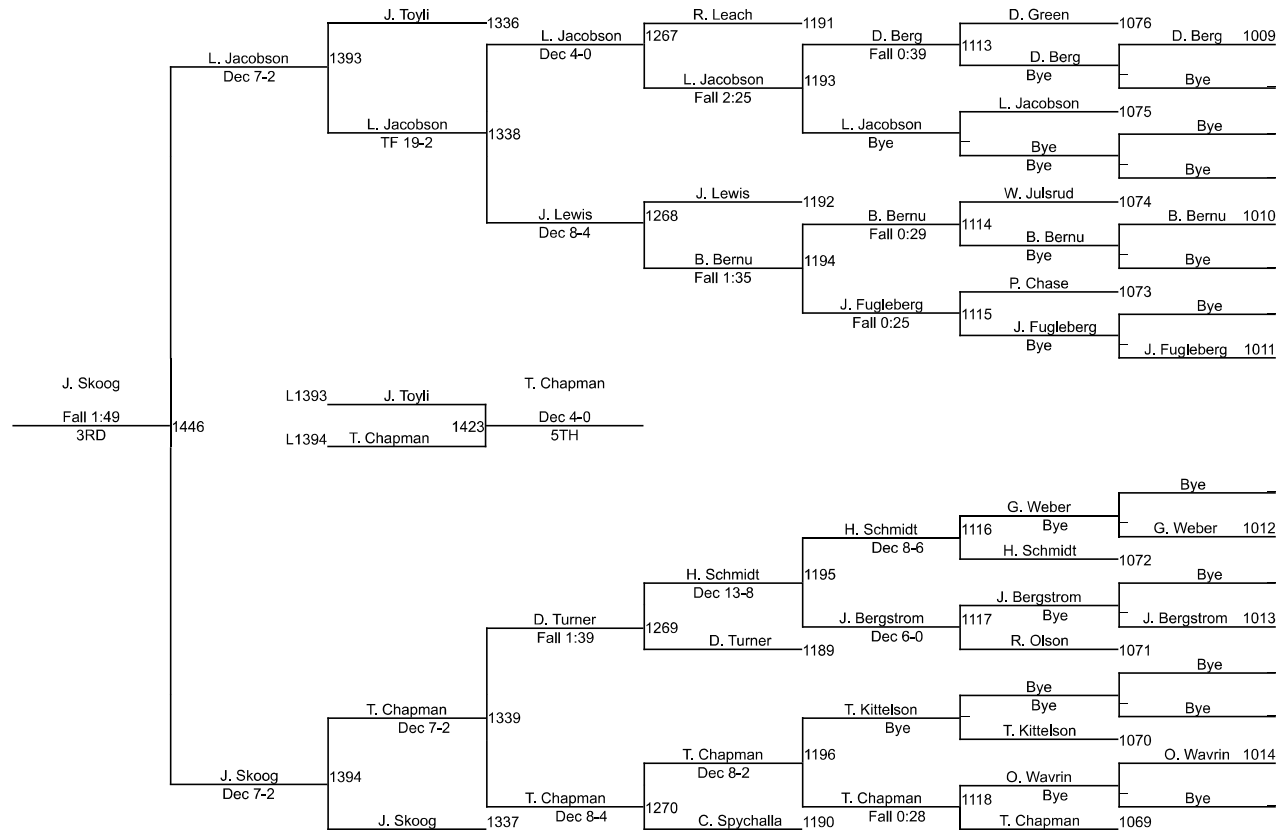 J. Toyli 1336 R. Leach 1191 D. Green 1076
L. Jacobson 1267 D. Berg 1113 D. Berg 1009
Dec 4-0 Fall 0:39
L. Jacobson 1393 D. Berg
Dec 7-2 Bye
L. Jacobson 1193 Bye
Fall 2:25
L. Jacobson 1075
L. Jacobson 1338 L. Jacobson Bye
TF 19-2 Bye
Bye
Bye
Bye
J. Lewis 1192 W. Julsrud 1074
J. Lewis 1268 B. Bernu 1114 B. Bernu 1010
Dec 8-4 Fall 0:29
B. Bernu
Bye
B. Bernu 1194 Bye
Fall 1:35
P. Chase 1073
J. Fugleberg 1115 Bye
Fall 0:25
J. Fugleberg
Bye
J. Fugleberg 1011
J. Skoog T. Chapman
L1393 J. Toyli
Fall 1:49 1446 1423 Dec 4-0
3RD 5TH
L1394 T. Chapman
Bye
G. Weber
Bye
H. Schmidt 1116 G. Weber 1012
Dec 8-6
H. Schmidt 1072
H. Schmidt 1195 Bye
Dec 13-8
J. Bergstrom
Bye
D. Turner 1269 J. Bergstrom 1117 J. Bergstrom 1013
Fall 1:39 Dec 6-0
D. Turner 1189 R. Olson 1071
Bye
Bye
Bye
T. Chapman 1339 T. Kittelson Bye
Dec 7-2 Bye
T. Kittelson 1070
T. Chapman 1196 O. Wavrin 1014
Dec 8-2
J. Skoog 1394 O. Wavrin
Dec 7-2 Bye
T. Chapman 1270 T. Chapman 1118 Bye
Dec 8-4 Fall 0:28
J. Skoog 1337 C. Spychalla 1190 T. Chapman 1069